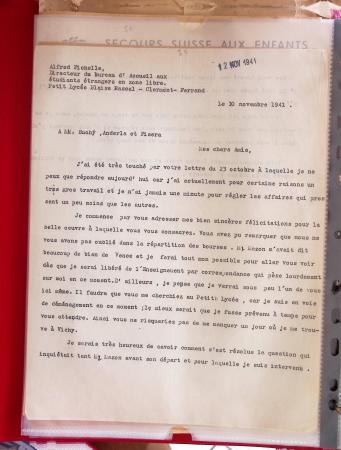 SECOURS SUISSE AUX ENFANTS
12 NOV 1941
Alfred Fichelle,
Directeur du Bureau d' Accueil aux
étudiants étrangers en zone libre.
Petit Lycée Blaise Pascal - Clermont- Ferrand
le 10 novembre 1941.
A MM. Suchy, Anderle et Fisera
Mes chers Amis,
J'ai été très touché par votre lettre du 23 octobre à laquelle je ne
peux que répondre aujourd'hui car j'ai actuellement pour certaine raisons un
très gros travail et je n'ai jamais une minute pour régler les affaires qui pres
sent un peu moins que les autres.
Je commence par vous adresser mes bien sincères félicitations pour la
belle oeuvre à laquelle vous vous consacrez. Vous avez pu remarquer que nous ne
vous avons pas oublié dans la répartition des bourses . Mj Enzon m'avait dit
beaucoup de bien de Vence et je ferai tout mon possible pour aller vous voir
dès que je serai libéré de l'Enseignement par correspondance qui pèse lourdement
sur moi en ce moment.D' ailleurs , je pense que je verrai sous peu l'un de vous
ici même. Il faudra que vous me cherchiez au Petit lycée , car je suis en voie
de déménagement en ce moment ;le mieux serait que je fusse prévenu à temps pour
vous attendre. Ainsi vous ne risqueriez pas de me manquer un jour où je me trou-
ve à Vichy.
Je serais très heureux de savoir comment s'est résolue la question qui
inquiétait tant Mj Enzon avant son départ et pour laquelle je suis intervenu .